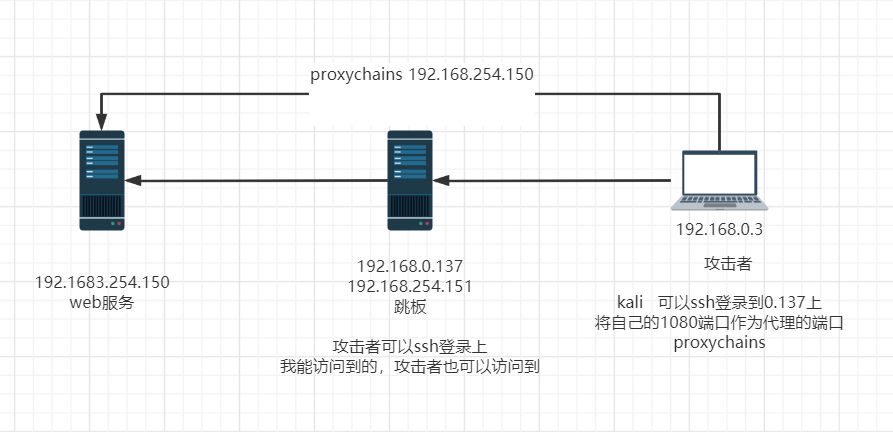 proxychains 192.168.254.150
192.1683.254.150
web服务
192.168.0.137
192.168.254.151
跳板
攻击者可以ssh登录上
我能访问到的，攻击者也可以访问到
192.168.0.3
攻击者
kali 可以ssh登录到0.137上
将自己的1080端口作为代理的端口
proxychains